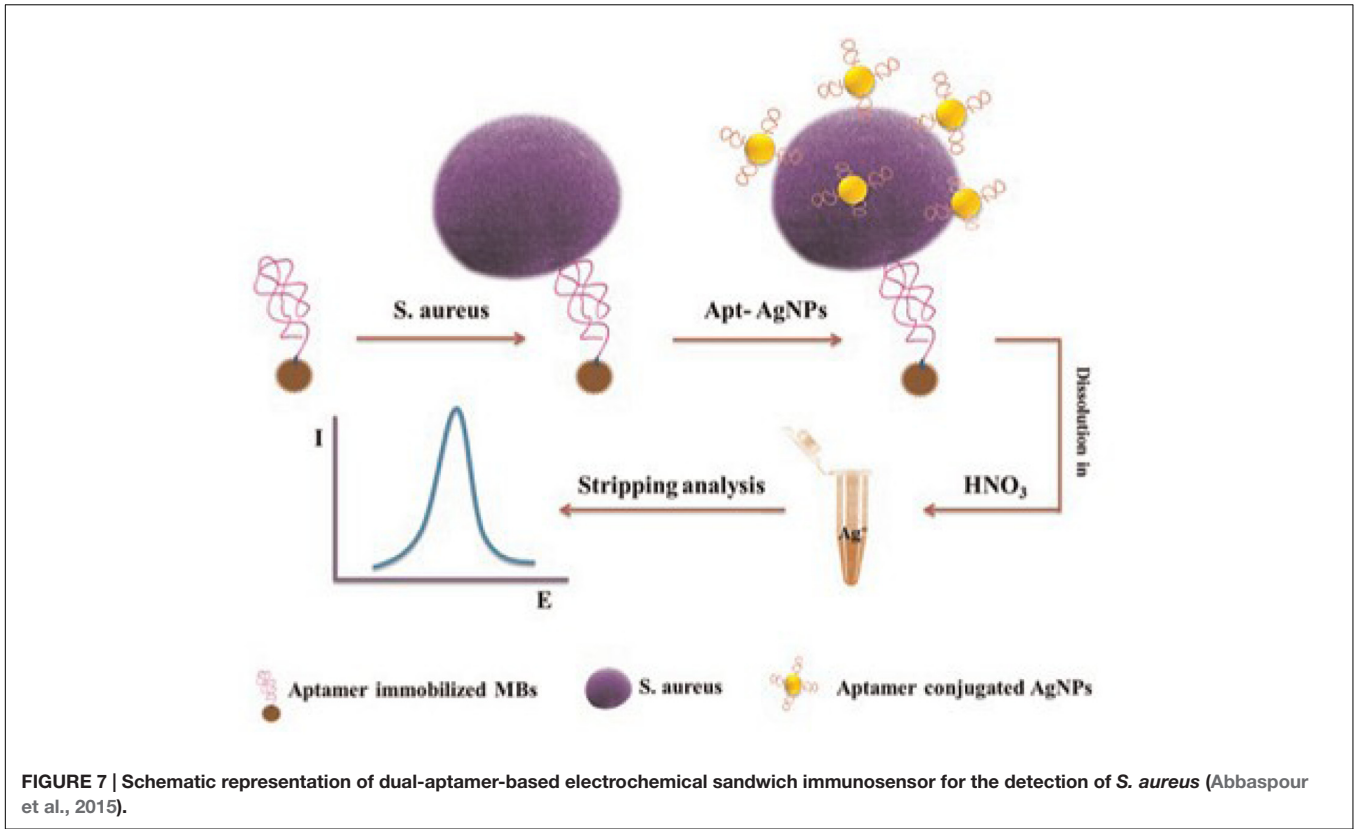 S. aureus
Apt- AgNPs
Dissolution in
HNO₃
Ag⁺
Stripping analysis
I
E
Aptamer immobilized MBs
S. aureus
Aptamer conjugated AgNPs
FIGURE 7 | Schematic representation of dual-aptamer-based electrochemical sandwich immunosensor for the detection of S. aureus (Abbaspour
et al., 2015).